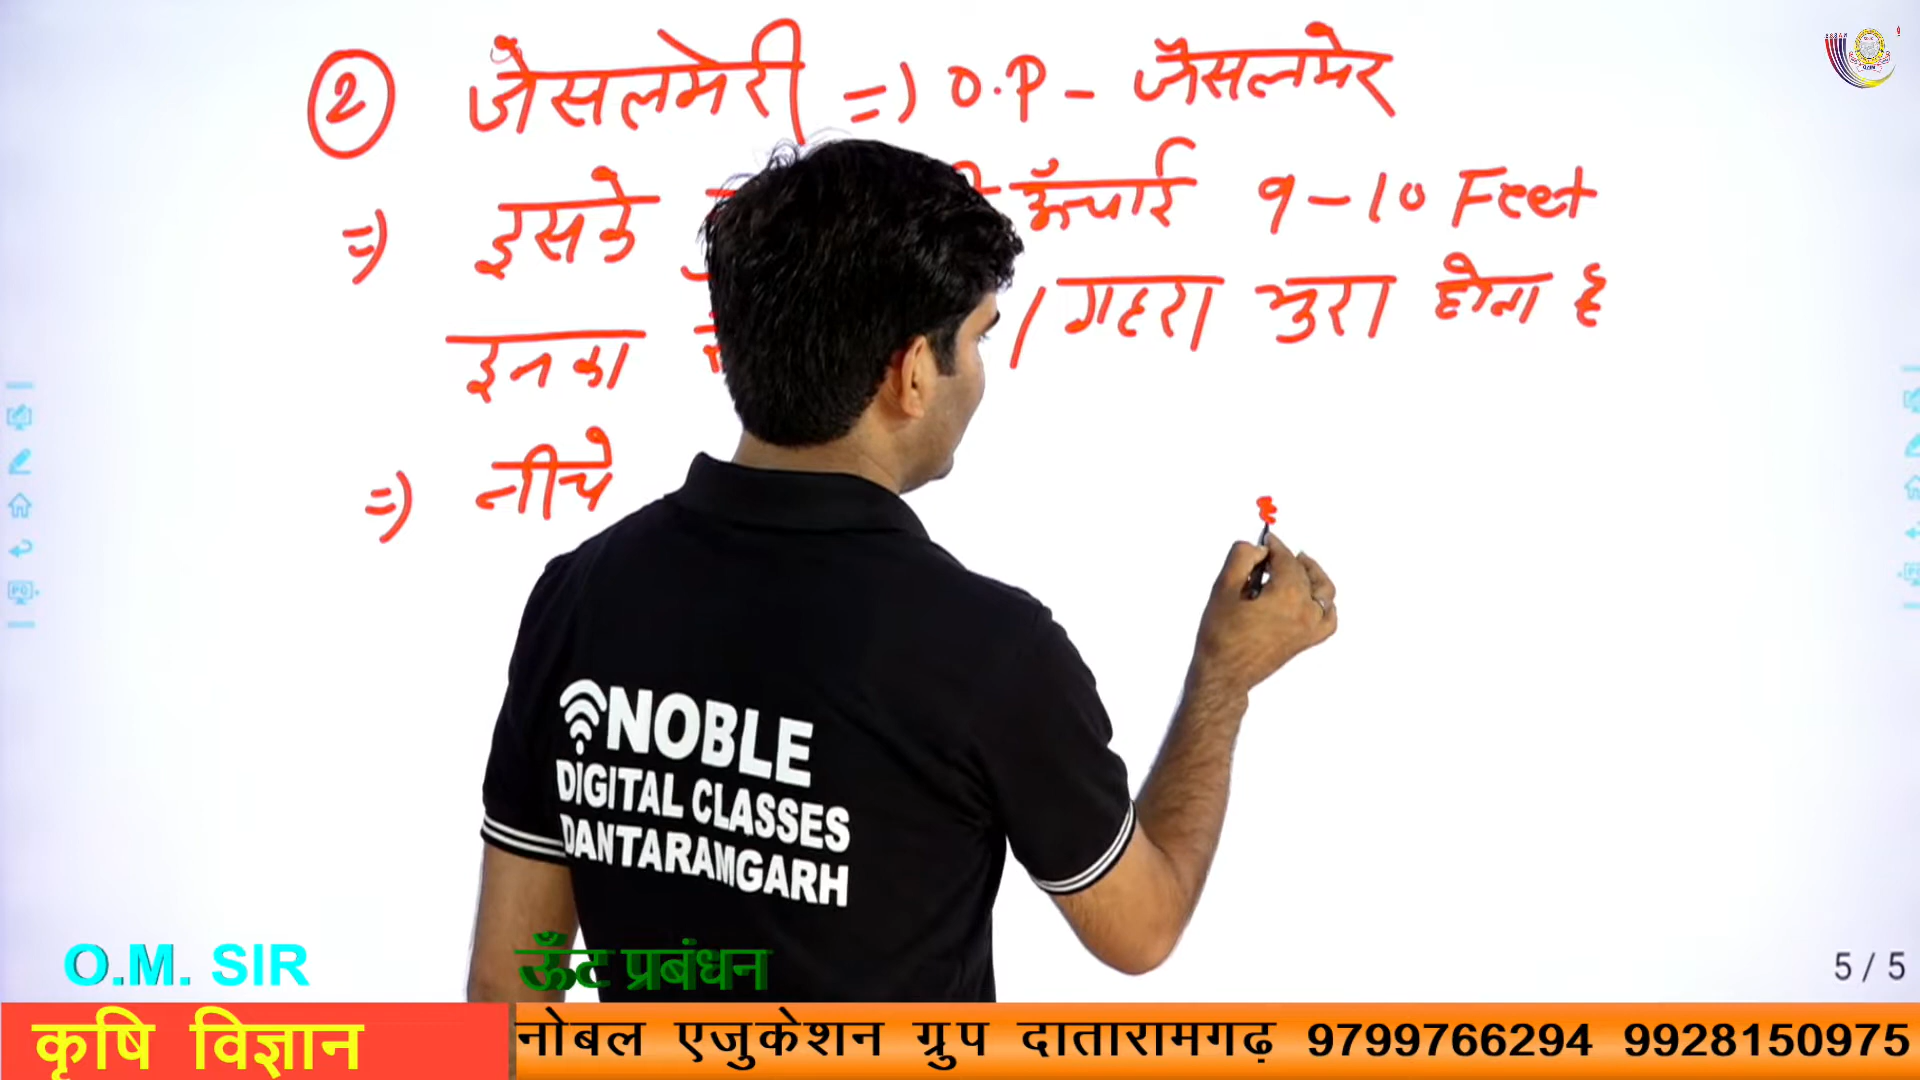 ② जेसलमेरी => O.P - जैसलमेर
=> इसके ऊँचाई 9-10 Feet
इनका / गहरा भुरा होता है
=> नीचे
NOBLE
DIGITAL CLASSES
DANTARAMGARH
O.M. SIR
ऊँट प्रबंधन
5 / 5
कृषि विज्ञान
नोबल एजुकेशन ग्रुप दातारामगढ़ 9799766294 9928150975